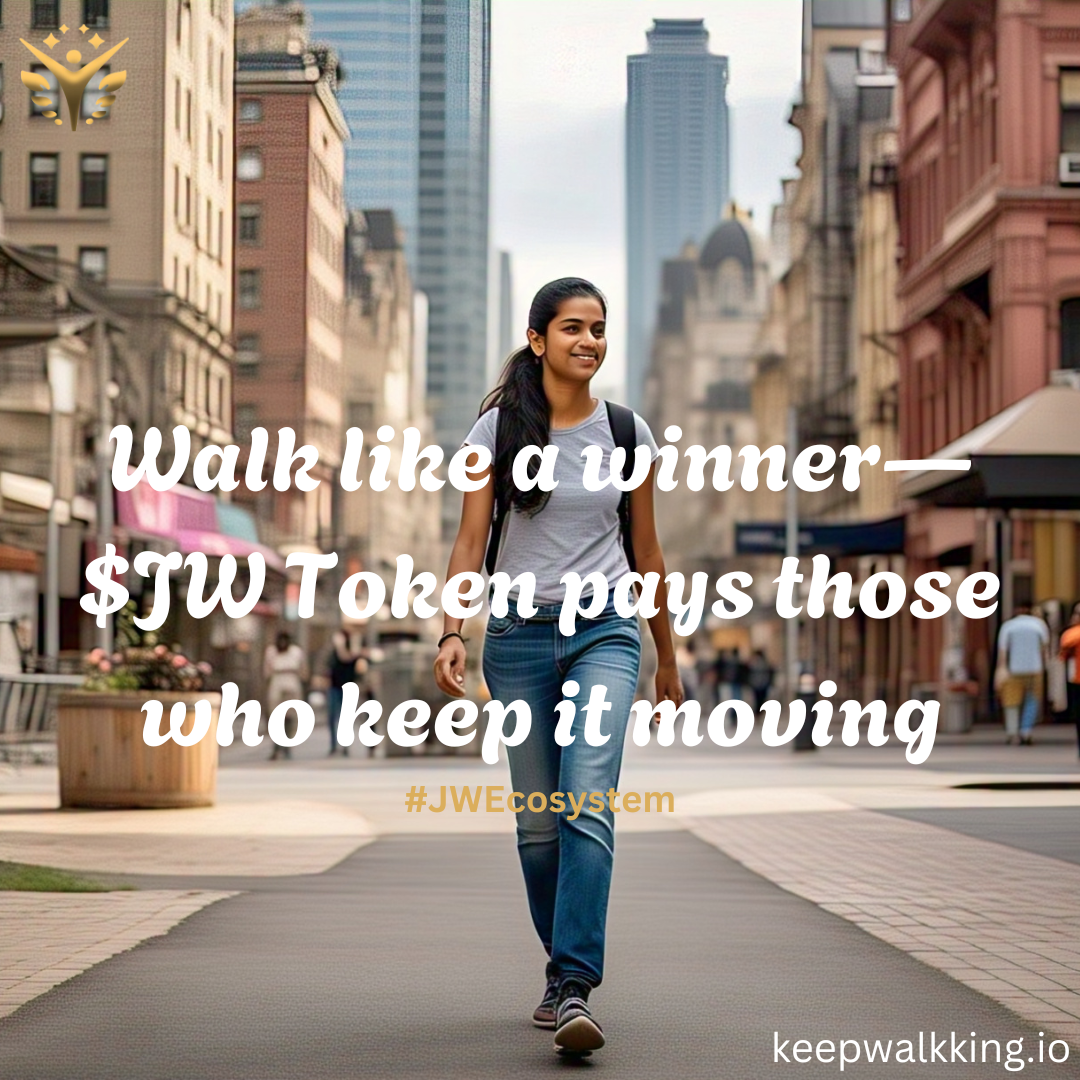 Walk like a winner—
$JW Token pays those
who keep it moving
#JWEcosystem
keepwalkking.io